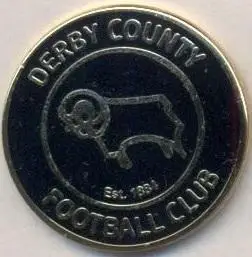 DERBY COUNTY
Est. 1884
FOOTBALL CLUB